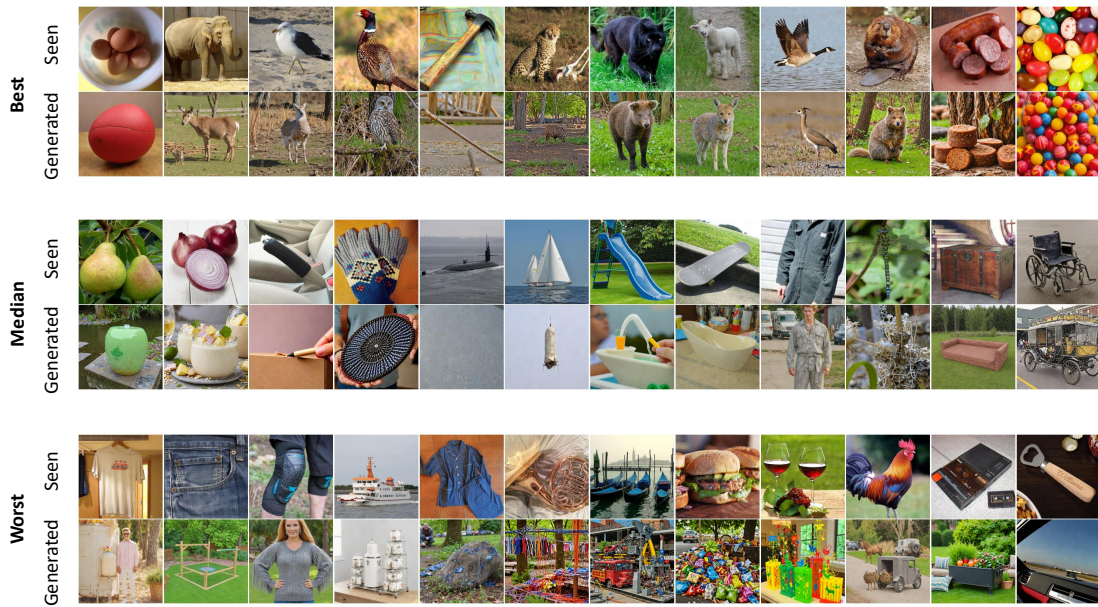 Best
Seen
Generated
Median
Seen
Generated
Worst
Seen
Generated